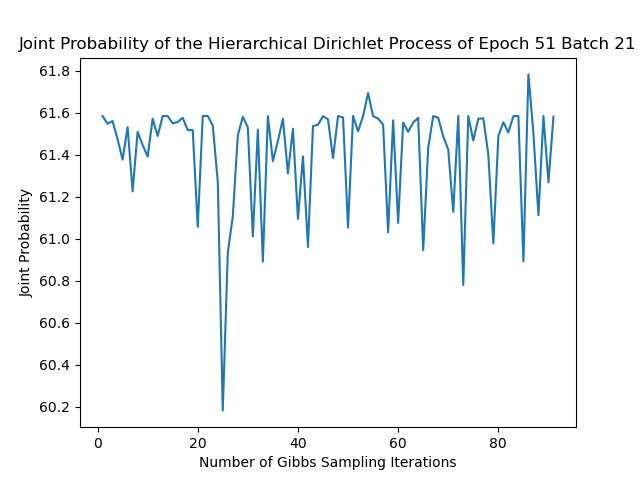 Joint Probability of the Hierarchical Dirichlet Process of Epoch 51 Batch 21
61.8
61.6
61.4
61.2
61.0
60.8
60.6
60.4
60.2
Joint Probability
0 20 40 60 80
Number of Gibbs Sampling Iterations